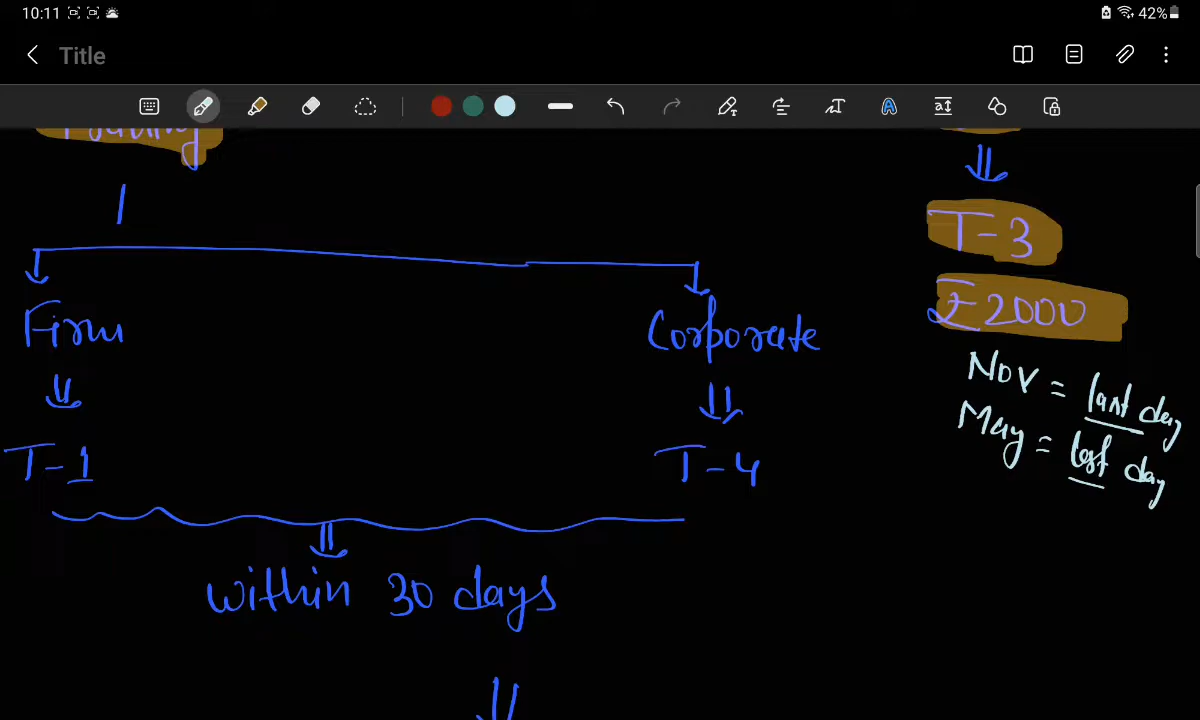 10:11
42%
Title
T-3
₹ 2000
Firm
Corporate
Nov = last day
May = last day
T-1
T-4
within 30 days